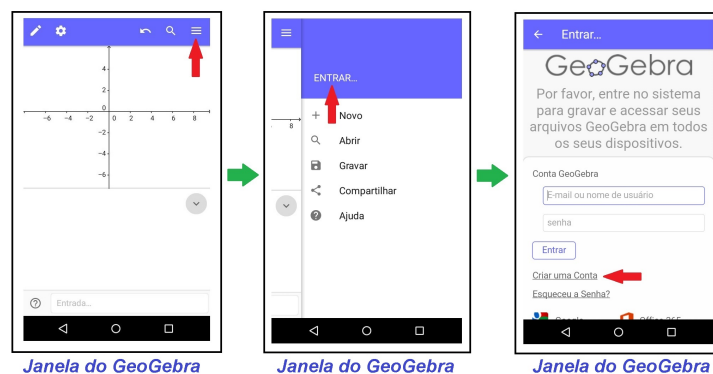 4
2
0
-6 -4 -2 0 2 4 6 8
-2
-4
-6
Entrada...
Janela do GeoGebra
ENTRAR...
8
Novo
Abrir
Gravar
Compartilhar
Ajuda
Janela do GeoGebra
Entrar...
GeoGebra
Por favor, entre no sistema
para gravar e acessar seus
arquivos GeoGebra em todos
os seus dispositivos.
Conta GeoGebra
E-mail ou nome de usuário
senha
Entrar
Criar uma Conta
Esqueceu a Senha?
Google Office 365
Janela do GeoGebra